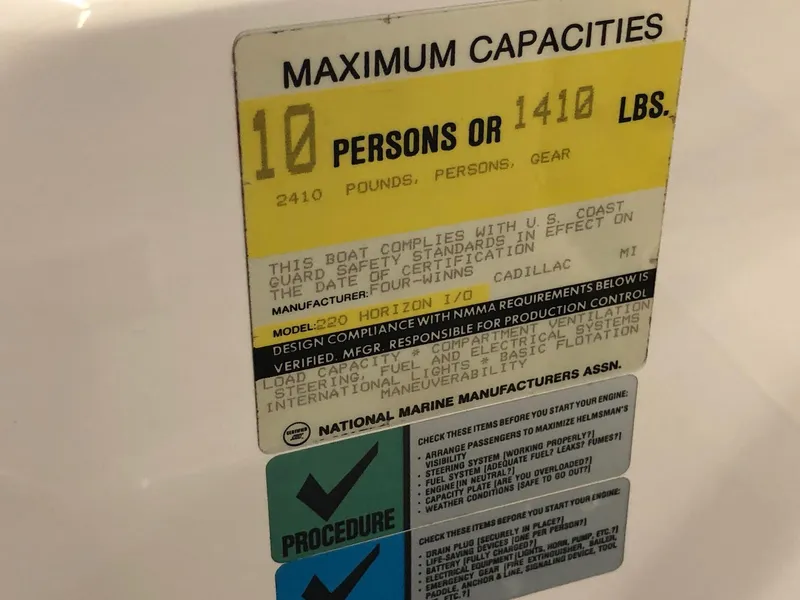 MAXIMUM CAPACITIES
10 PERSONS OR 1410 LBS.
2410 POUNDS, PERSONS, GEAR
THIS BOAT COMPLIES WITH U.S. COAST
GUARD SAFETY STANDARDS IN EFFECT ON
THE DATE OF CERTIFICATION
MANUFACTURER: FOUR-WINNS CADILLAC MI
MODEL: 220 HORIZON I/O
DESIGN COMPLIANCE WITH NMMA REQUIREMENTS BELOW IS
VERIFIED. MFGR. RESPONSIBLE FOR PRODUCTION CONTROL
LOAD CAPACITY * COMPARTMENT VENTILATION
STEERING, FUEL AND ELECTRICAL SYSTEMS
INTERNATIONAL LIGHTS * BASIC FLOTATION
MANEUVERABILITY
NATIONAL MARINE MANUFACTURERS ASSN.
PROCEDURE
CHECK THESE ITEMS BEFORE YOU START YOUR ENGINE:
• ARRANGE PASSENGERS TO MAXIMIZE HELMSMAN'S
VISIBILITY
• STEERING SYSTEM [WORKING PROPERLY?]
• FUEL SYSTEM [ADEQUATE FUEL? LEAKS? FUMES?]
• ENGINE [IN NEUTRAL?]
• CAPACITY PLATE [ARE YOU OVERLOADED?]
• WEATHER CONDITIONS [SAFE TO GO OUT?]
CHECK THESE ITEMS BEFORE YOU START YOUR ENGINE:
• DRAIN PLUG [SECURELY IN PLACE?]
• LIFE-SAVING DEVICES [ONE PER PERSON?]
• BATTERY [FULLY CHARGED?]
• ELECTRICAL EQUIPMENT [LIGHTS, HORN, PUMP, ETC.?]
• EMERGENCY GEAR [FIRE EXTINGUISHER, BAILER,
PADDLE, ANCHOR & LINE, SIGNALING DEVICE, TOOL
ETC.?]